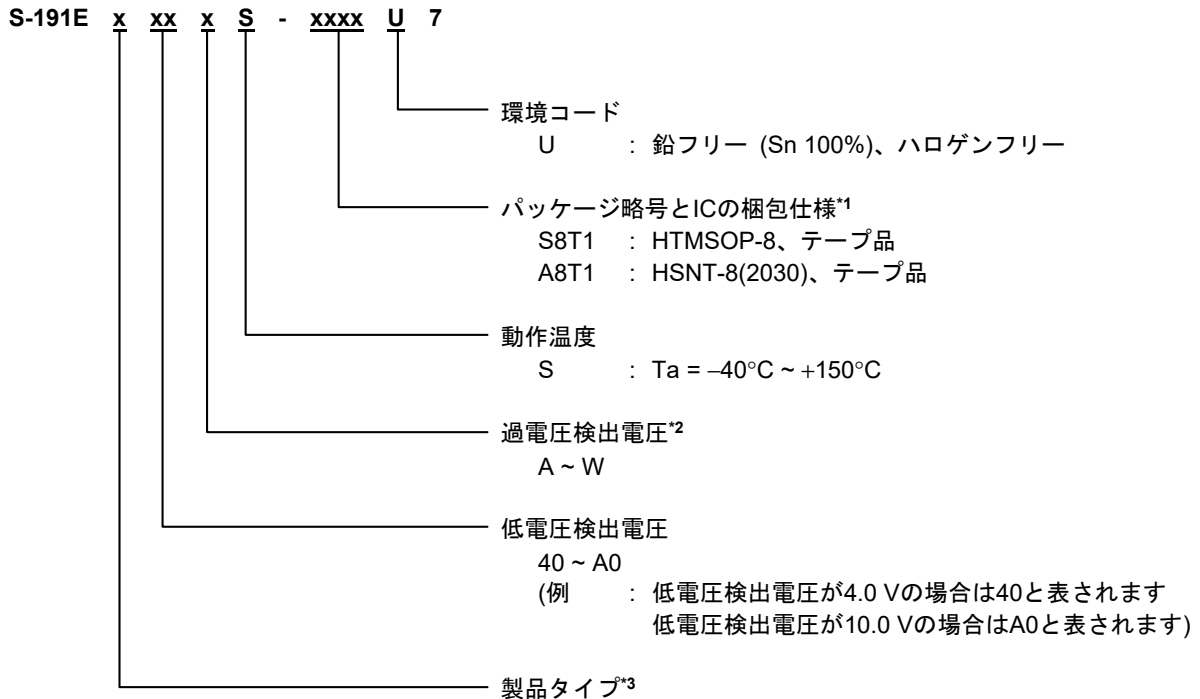 S-191E x xx x S - xxxx U 7
環境コード
U : 鉛フリー (Sn 100%)、ハロゲンフリー
パッケージ略号とICの梱包仕様*1
S8T1 : HTMSOP-8、テープ品
A8T1 : HSNT-8(2030)、テープ品
動作温度
S : Ta = −40°C ~ +150°C
過電圧検出電圧*2
A ~ W
低電圧検出電圧
40 ~ A0
(例 : 低電圧検出電圧が4.0 Vの場合は40と表されます
低電圧検出電圧が10.0 Vの場合はA0と表されます)
製品タイプ*3